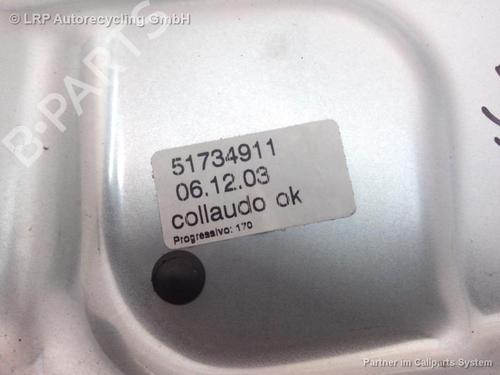 © LRP Autorecycling GmbH
B-PARTS
51734911
06.12.03
collaudo ok
Progressivo: 170
Partner im Callparts System